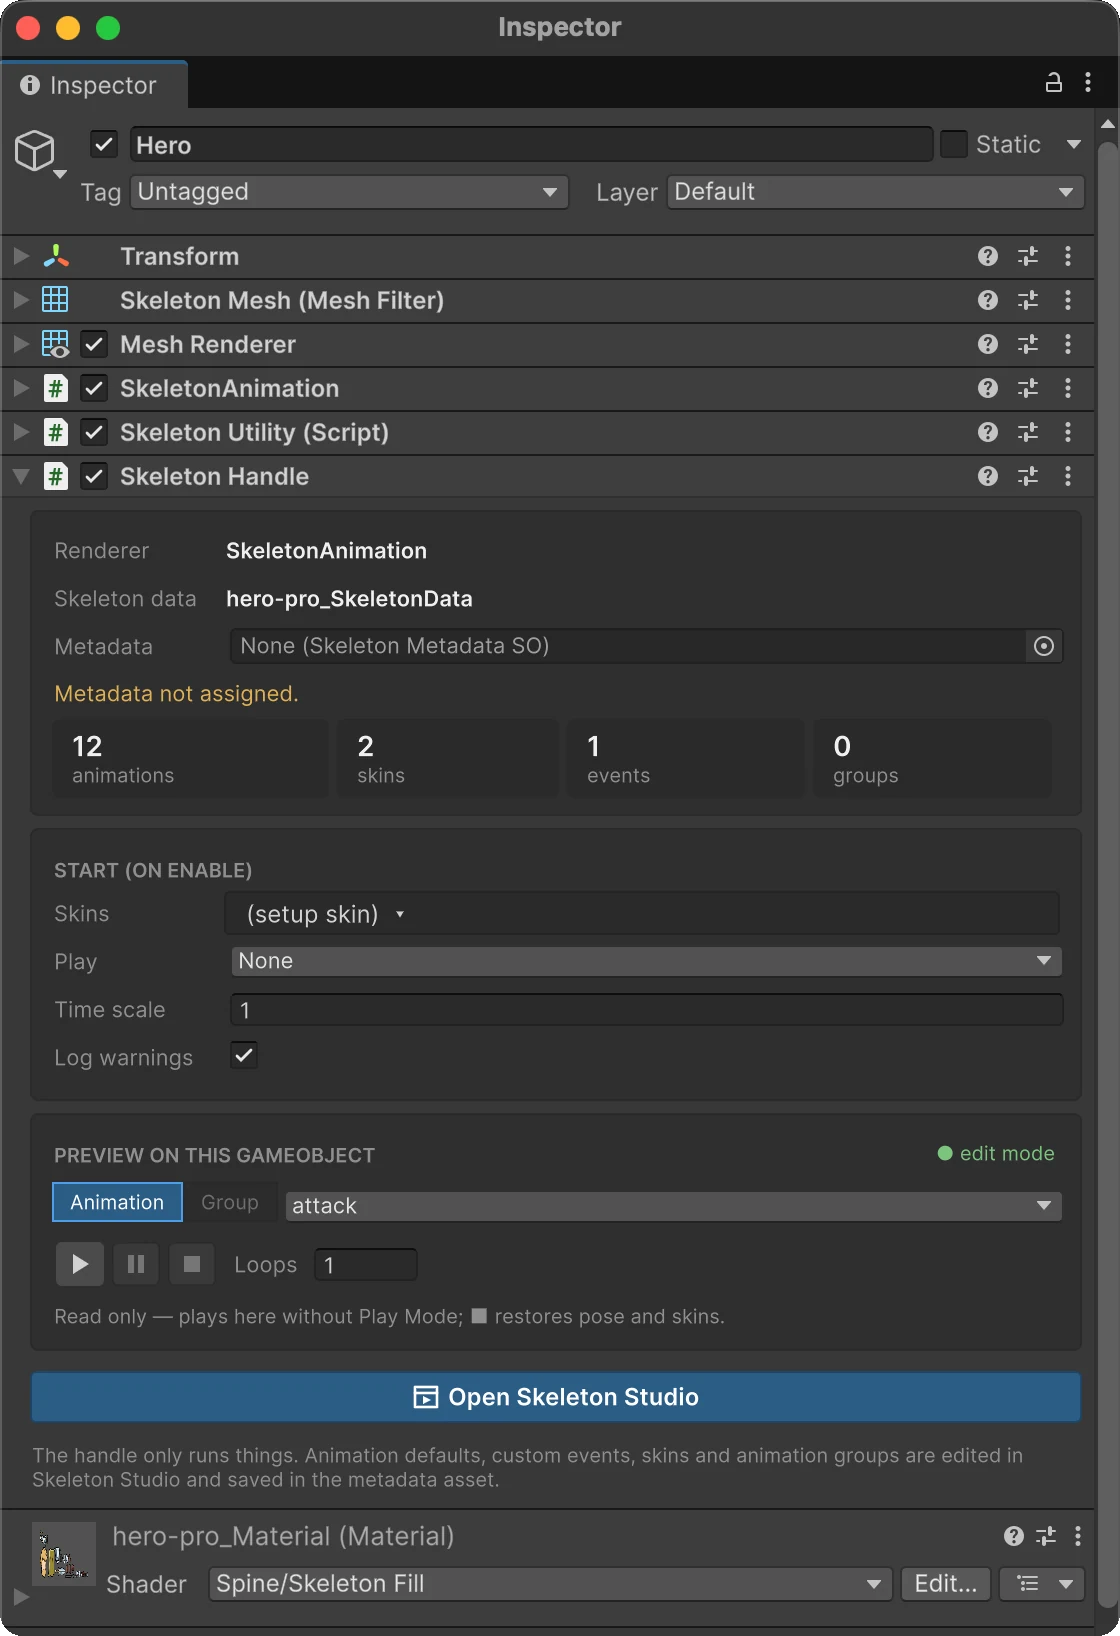 Inspector
Inspector
Hero
Static
Tag Untagged Layer Default
Transform
Skeleton Mesh (Mesh Filter)
Mesh Renderer
# SkeletonAnimation
# Skeleton Utility (Script)
# Skeleton Handle
Renderer SkeletonAnimation
Skeleton data hero-pro_SkeletonData
Metadata None (Skeleton Metadata SO)
Metadata not assigned.
12 2 1 0
animations skins events groups
START (ON ENABLE)
Skins (setup skin)
Play None
Time scale 1
Log warnings
PREVIEW ON THIS GAMEOBJECT edit mode
Animation Group attack
Loops 1
Read only — plays here without Play Mode; ■ restores pose and skins.
Open Skeleton Studio
The handle only runs things. Animation defaults, custom events, skins and animation groups are edited in
Skeleton Studio and saved in the metadata asset.
hero-pro_Material (Material)
Shader Spine/Skeleton Fill Edit...